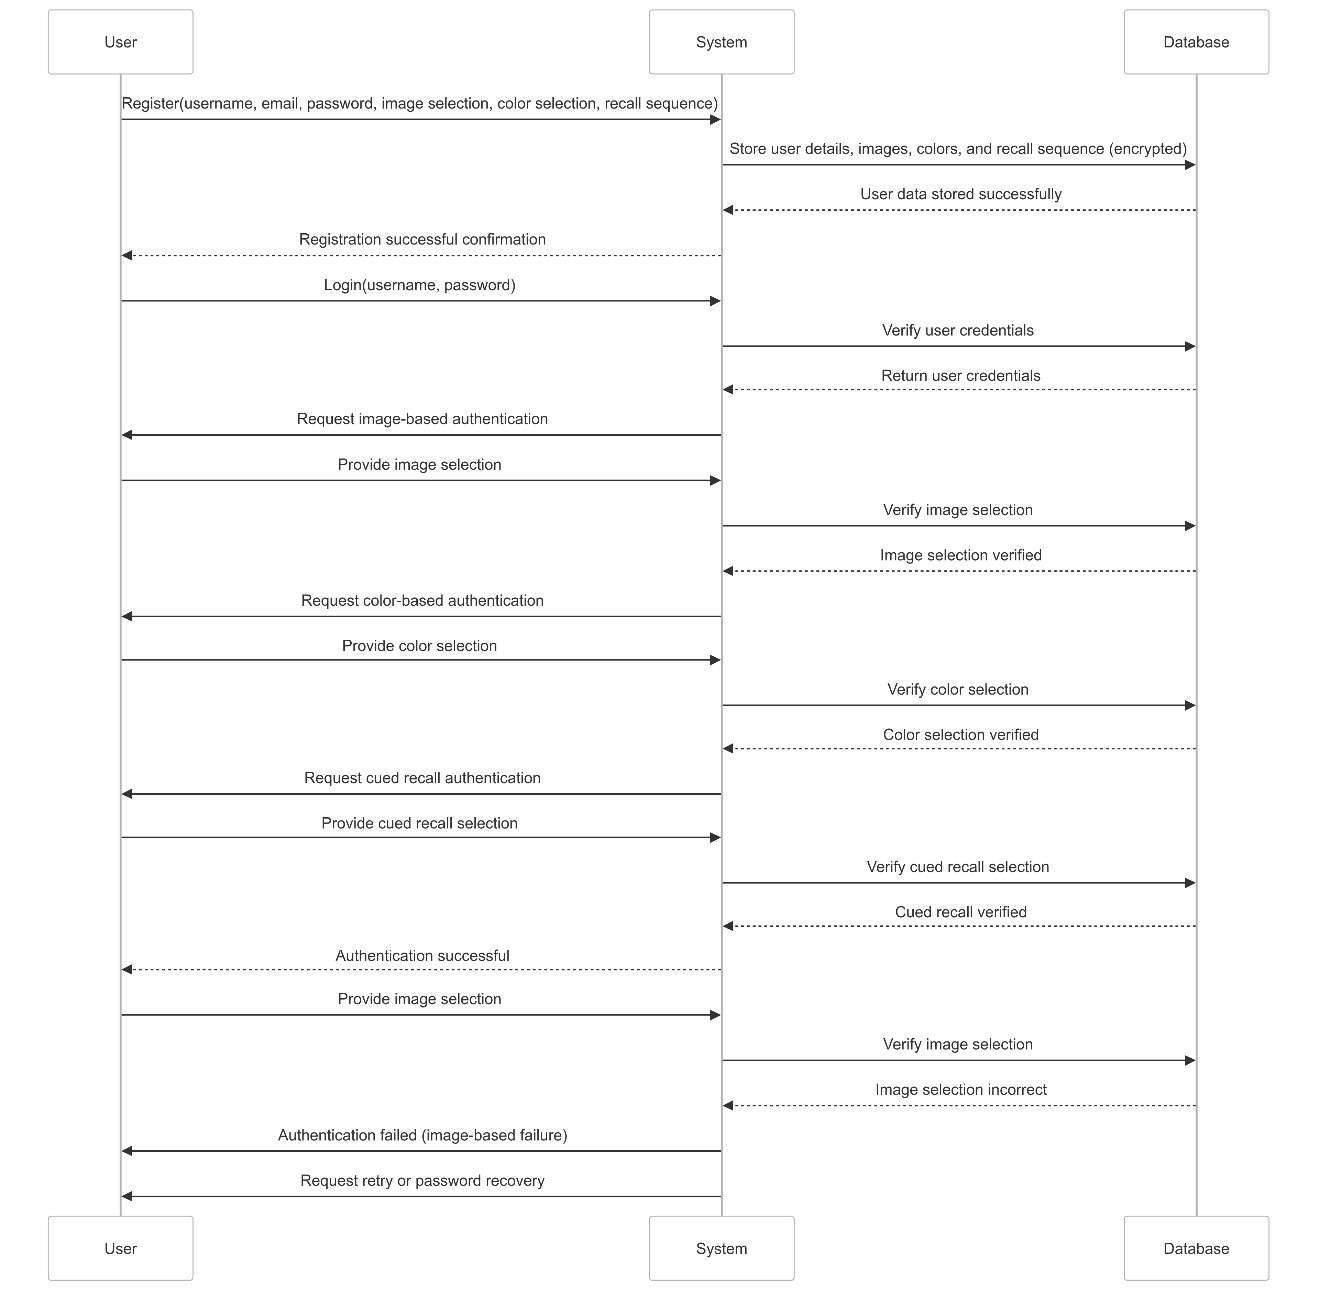 User
System
Database
Register(username, email, password, image selection, color selection, recall sequence)
Store user details, images, colors, and recall sequence (encrypted)
User data stored successfully
Registration successful confirmation
Login(username, password)
Verify user credentials
Return user credentials
Request image-based authentication
Provide image selection
Verify image selection
Image selection verified
Request color-based authentication
Provide color selection
Verify color selection
Color selection verified
Request cued recall authentication
Provide cued recall selection
Verify cued recall selection
Cued recall verified
Authentication successful
Provide image selection
Verify image selection
Image selection incorrect
Authentication failed (image-based failure)
Request retry or password recovery
User
System
Database